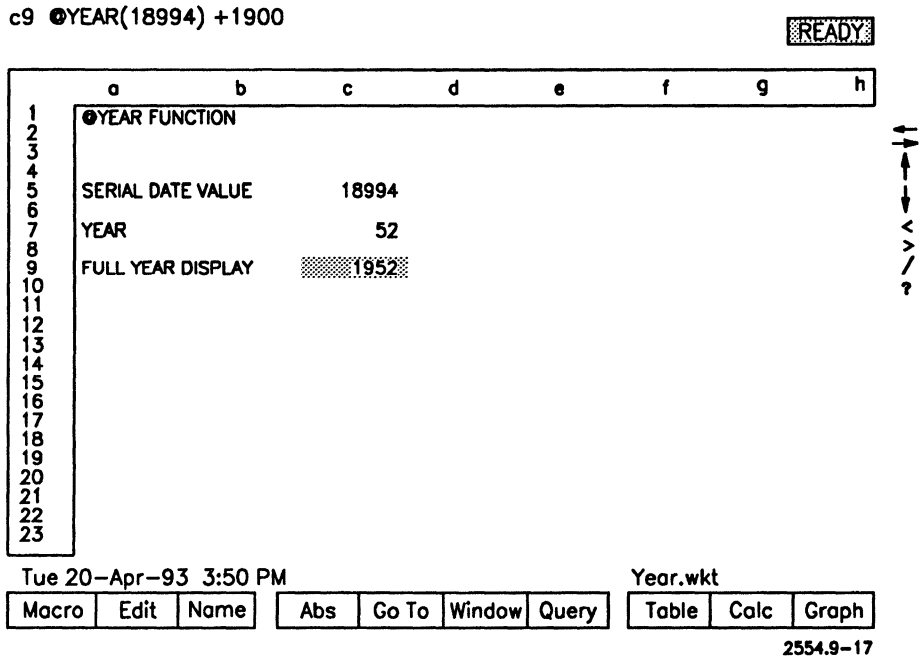 c9 @YEAR(18994) +1900
READY
a b c d e f g h
1 @YEAR FUNCTION
2
3
4
5 SERIAL DATE VALUE 18994
6
7 YEAR 52
8
9 FULL YEAR DISPLAY 1952
10
11
12
13
14
15
16
17
18
19
20
21
22
23
< 
>
/
?
Tue 20-Apr-93 3:50 PM Year.wkt
Macro Edit Name Abs Go To Window Query Table Calc Graph
2554.9-17